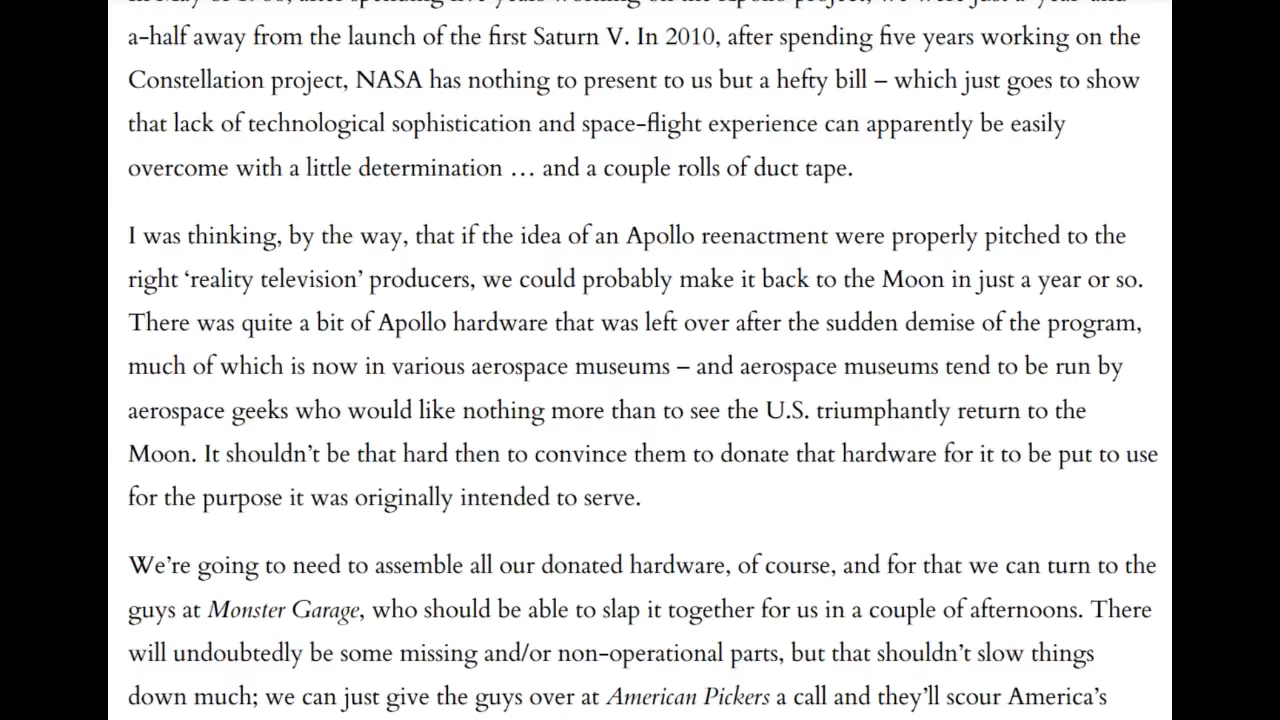 a-half away from the launch of the first Saturn V. In 2010, after spending five years working on the
Constellation project, NASA has nothing to present to us but a hefty bill – which just goes to show
that lack of technological sophistication and space-flight experience can apparently be easily
overcome with a little determination … and a couple rolls of duct tape.
I was thinking, by the way, that if the idea of an Apollo reenactment were properly pitched to the
right ‘reality television’ producers, we could probably make it back to the Moon in just a year or so.
There was quite a bit of Apollo hardware that was left over after the sudden demise of the program,
much of which is now in various aerospace museums – and aerospace museums tend to be run by
aerospace geeks who would like nothing more than to see the U.S. triumphantly return to the
Moon. It shouldn’t be that hard then to convince them to donate that hardware for it to be put to use
for the purpose it was originally intended to serve.
We’re going to need to assemble all our donated hardware, of course, and for that we can turn to the
guys at Monster Garage, who should be able to slap it together for us in a couple of afternoons. There
will undoubtedly be some missing and/or non-operational parts, but that shouldn’t slow things
down much; we can just give the guys over at American Pickers a call and they’ll scour America’s